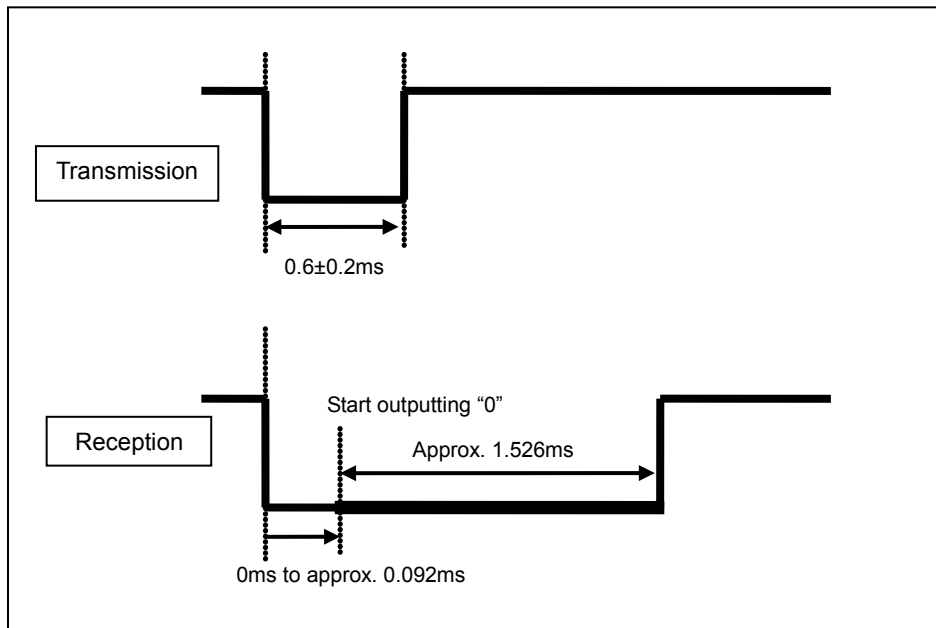 Transmission
0.6±0.2ms
Start outputting “0”
Reception
Approx. 1.526ms
0ms to approx. 0.092ms